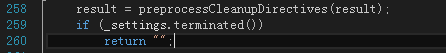 258 result = preprocessCleanupDirectives(result);
259 if (_settings.terminated())
260 return "";